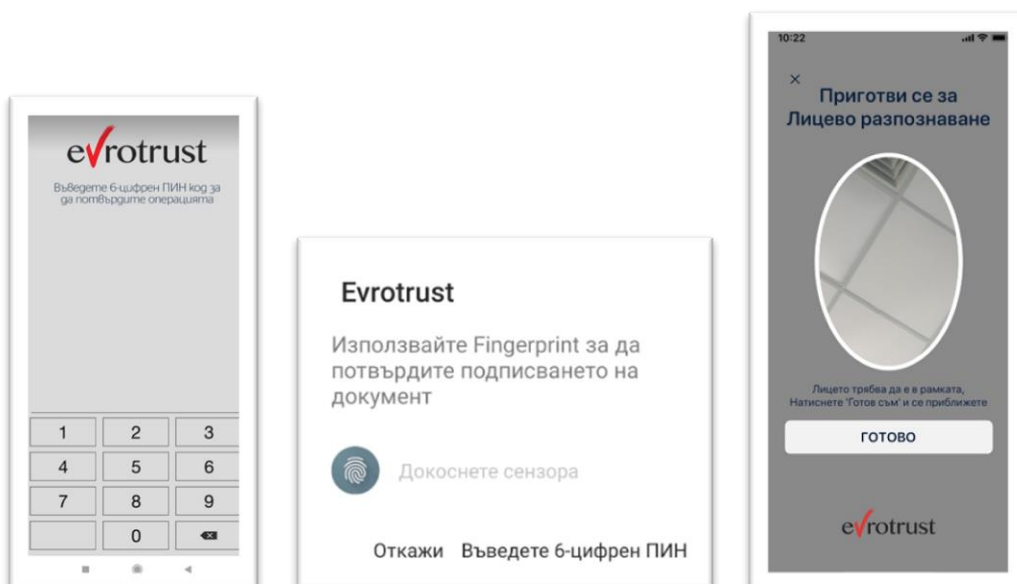 evrotrust
Въведете 6-цифрен ПИН код за
да потвърдите операцията
1 2 3
4 5 6
7 8 9
0
Evrotrust
Използвайте Fingerprint за да
потвърдите подписването на
документ
Докоснете сензора
Откажи Въведете 6-цифрен ПИН
10:22
Приготви се за
Лицево разпознаване
Лицето трябва да е в рамката,
Натиснете 'Готов съм' и се приближете
ГОТОВО
evrotrust